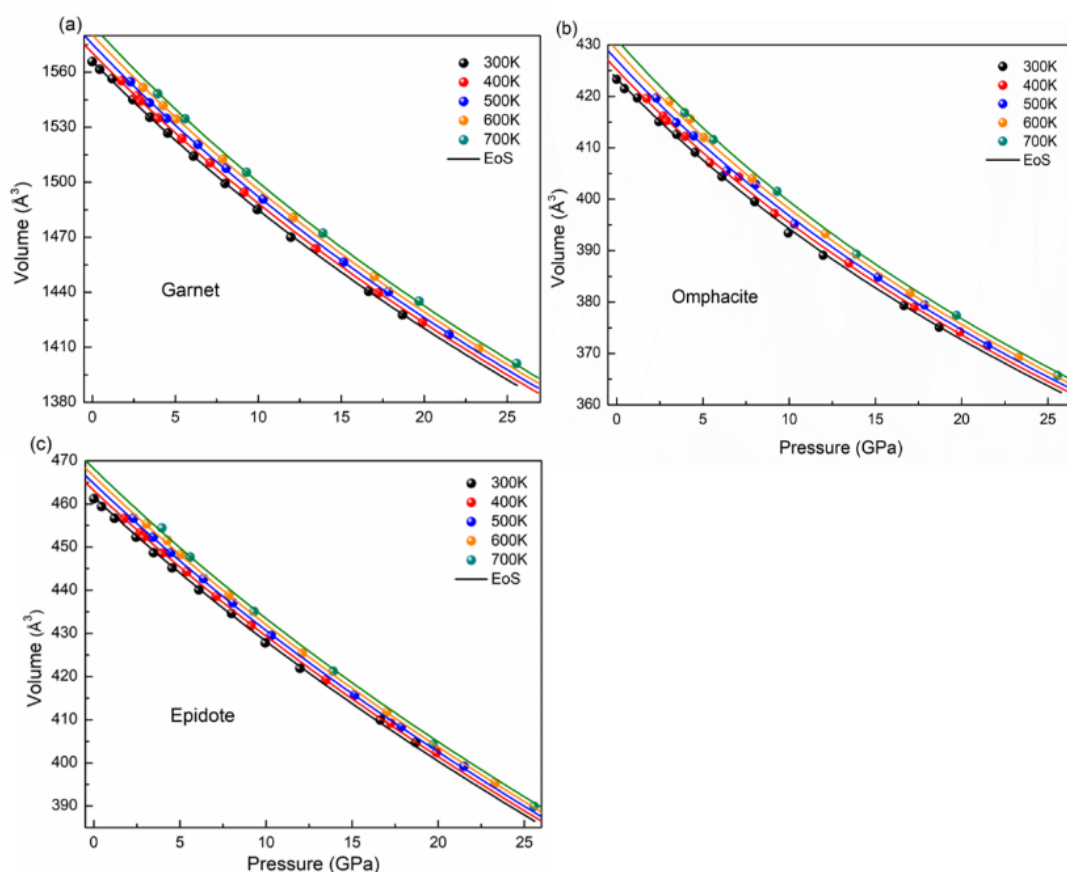 (a)
Volume (Å³)
1560
1530
1500
1470
1440
1410
1380
300K
400K
500K
600K
700K
EoS
Garnet
0 5 10 15 20 25
(b)
Volume (Å³)
430
420
410
400
390
380
370
360
300K
400K
500K
600K
700K
EoS
Omphacite
0 5 10 15 20 25
Pressure (GPa)
(c)
Volume (Å³)
470
460
450
440
430
420
410
400
390
300K
400K
500K
600K
700K
EoS
Epidote
0 5 10 15 20 25
Pressure (GPa)